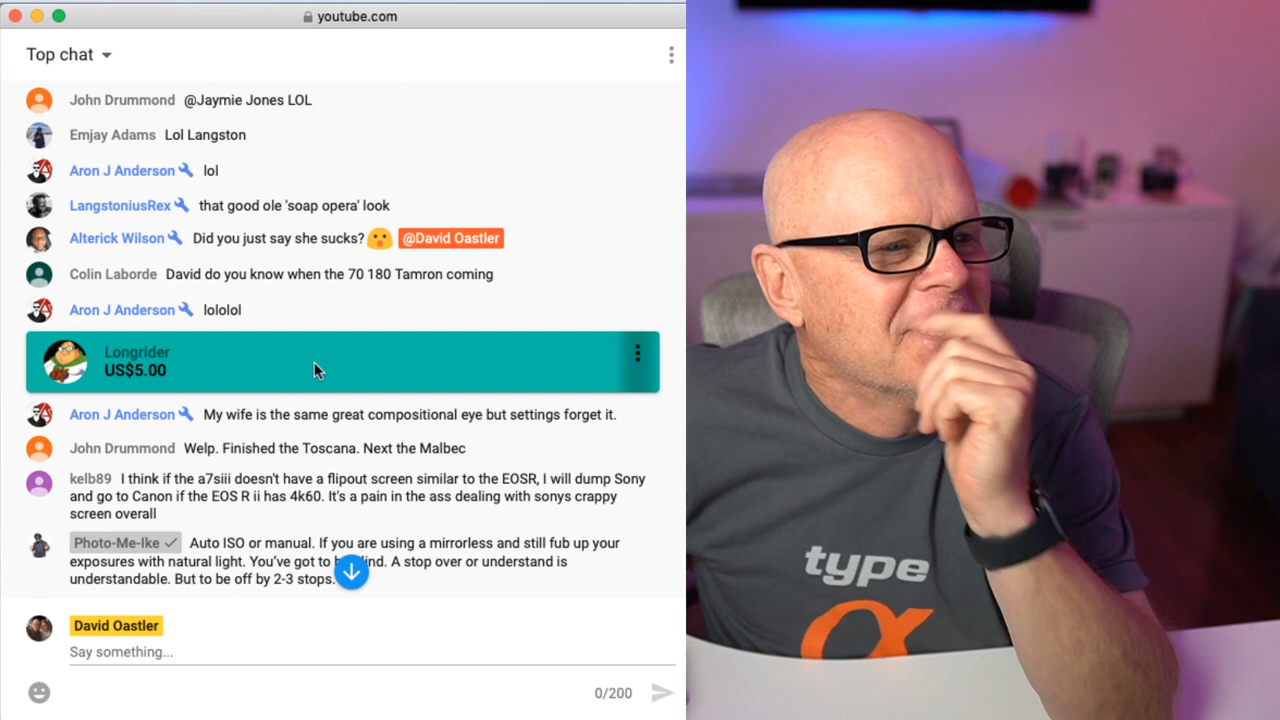 youtube.com
Top chat
John Drummond @Jaymie Jones LOL
Emjay Adams Lol Langston
Aron J Anderson lol
LangstoniusRex that good ole 'soap opera' look
Alterick Wilson Did you just say she sucks? 😮 @David Oastler
Colin Laborde David do you know when the 70 180 Tamron coming
Aron J Anderson lololol
Longrider
US$5.00
Aron J Anderson My wife is the same great compositional eye but settings forget it.
John Drummond Welp. Finished the Toscana. Next the Malbec
kelb89 I think if the a7siii doesn't have a flipout screen similar to the EOSR, I will dump Sony
and go to Canon if the EOS R ii has 4k60. It's a pain in the ass dealing with sonys crappy
screen overall
Photo-Me-Ike ✓ Auto ISO or manual. If you are using a mirrorless and still fub up your
exposures with natural light. You've got to A stop over or understand is
understandable. But to be off by 2-3 stops.
David Oastler
Say something...
0/200
type
α